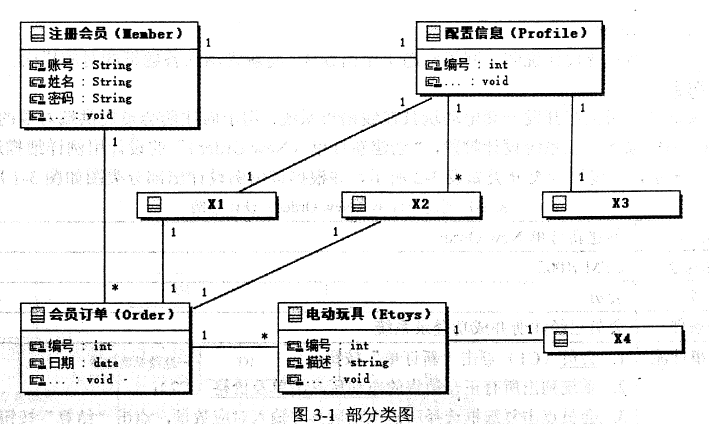 注册会员（Member）
账号 : String
姓名 : String
密码 : String
... : void
1
1
配置信息（Profile）
编号 : int
... : void
1
1
1
1
X1
1
*
X2
1
X3
1
1
1
*
1
1
会员订单（Order）
编号 : int
日期 : date
... : void
1
*
电动玩具（Etoys）
编号 : int
描述 : string
... : void
1
1
X4
图 3-1 部分类图